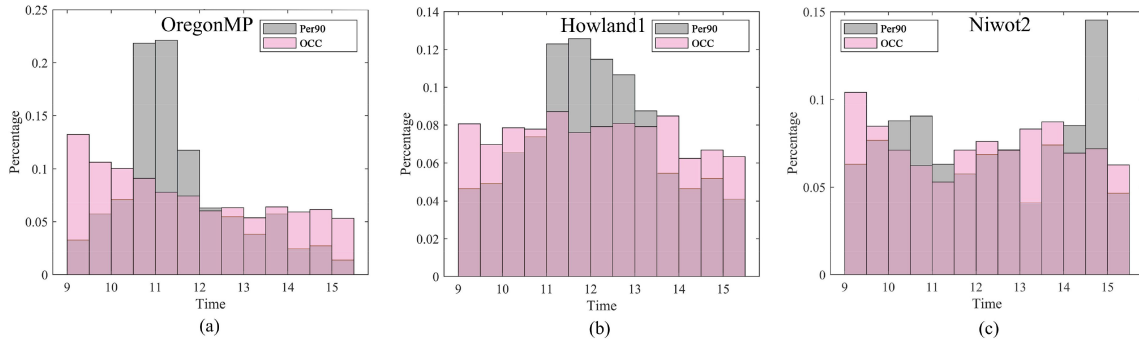 OregonMP
Per90
OCC
Percentage
0.25
0.2
0.15
0.1
0.05
0
9 10 11 12 13 14 15
Time
(a)
Howland1
Per90
OCC
Percentage
0.14
0.12
0.1
0.08
0.06
0.04
0.02
0
9 10 11 12 13 14 15
Time
(b)
Niwot2
Per90
OCC
Percentage
0.15
0.1
0.05
0
9 10 11 12 13 14 15
Time
(c)